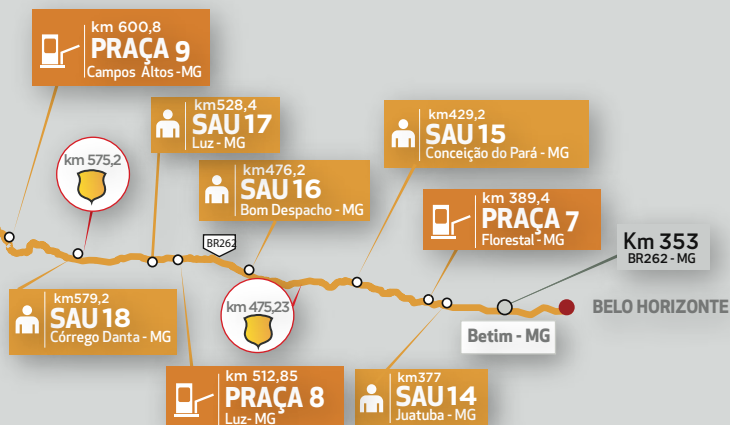 km 600,8
PRAÇA 9
Campos Altos -MG
km528,4
SAU 17
Luz - MG
km429,2
SAU 15
Conceição do Pará - MG
km 575,2
km476,2
SAU 16
Bom Despacho - MG
km 389,4
PRAÇA 7
Florestal - MG
BR262
Km 353
BR262 - MG
km579,2
SAU 18
Córrego Danta - MG
km 475,23
BELO HORIZONTE
Betim - MG
km 512,85
PRAÇA 8
Luz- MG
km377
SAU 14
Juatuba - MG